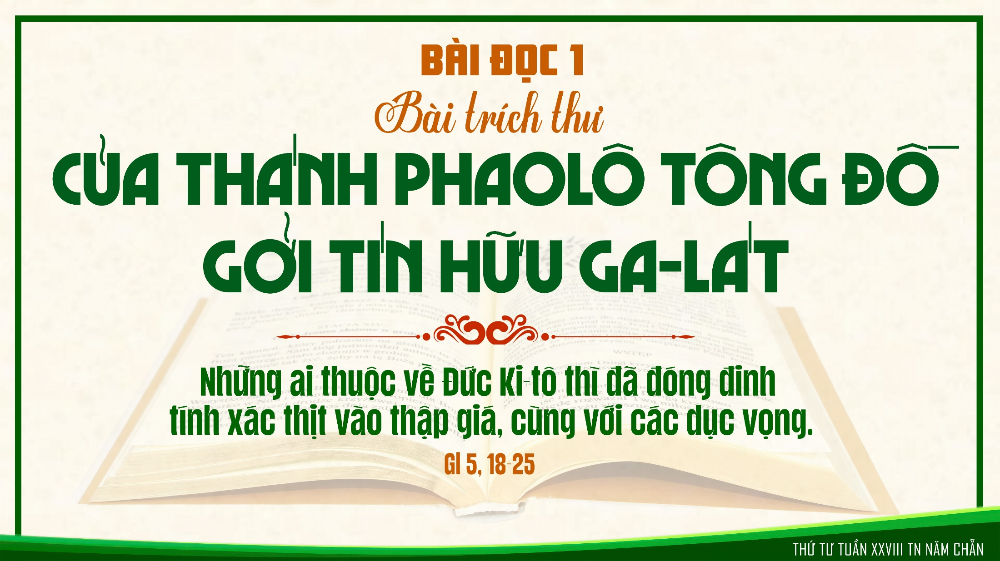 BÀI ĐỌC 1
Bài trích thư
CỦA THÁNH PHAOLÔ TÔNG ĐỒ
GỞI TÍN HỮU GA-LÁT
Những ai thuộc về Đức Ki-tô thì đã đóng đinh
tính xác thịt vào thập giá, cùng với các dục vọng.
Gl 5, 18-25
THỨ TƯ TUẦN XXVIII TN NĂM CHẴN